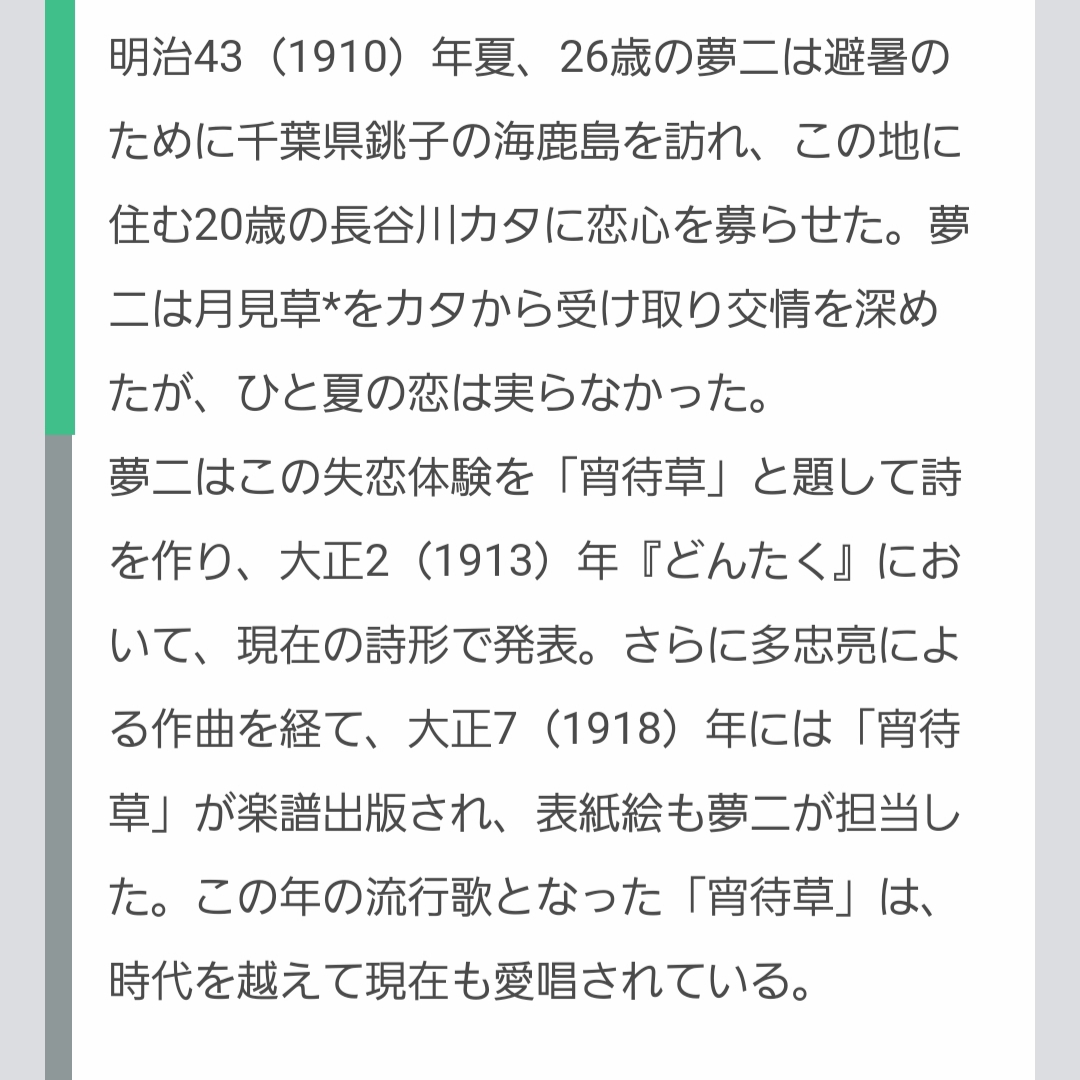 明治43（1910）年夏、26歳の夢二は避暑の
ために千葉県銚子の海鹿島を訪れ、この地に
住む20歳の長谷川カタに恋心を募らせた。夢
二は月見草*をカタから受け取り交情を深め
たが、ひと夏の恋は実らなかった。
夢二はこの失恋体験を「宵待草」と題して詩
を作り、大正2（1913）年『どんたく』にお
いて、現在の詩形で発表。さらに多忠亮によ
る作曲を経て、大正7（1918）年には「宵待
草」が楽譜出版され、表紙絵も夢二が担当し
た。この年の流行歌となった「宵待草」は、
時代を越えて現在も愛唱されている。